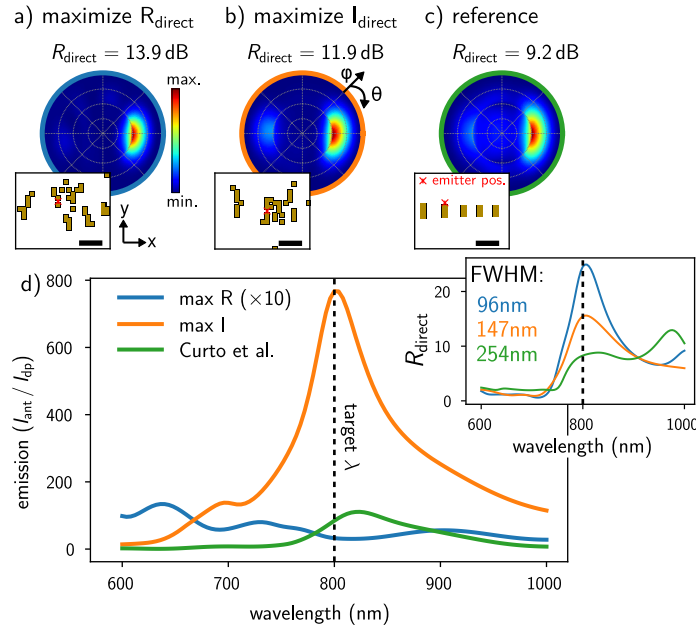 a) maximize R_direct
b) maximize I_direct
c) reference
R_direct = 13.9 dB
R_direct = 11.9 dB
R_direct = 9.2 dB
max.
min.
φ
θ
y
x
× emitter pos.
d)
800
600
400
200
0
600
700
800
900
1000
emission (I_ant / I_dp)
wavelength (nm)
max R (×10)
max I
Curto et al.
target λ
FWHM:
96nm
147nm
254nm
20
10
0
600
800
1000
R_direct
wavelength (nm)